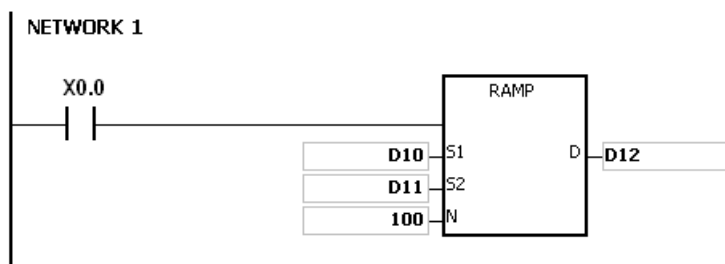 NETWORK 1
X0.0
RAMP
D10 S1 D D12
D11 S2
100 N